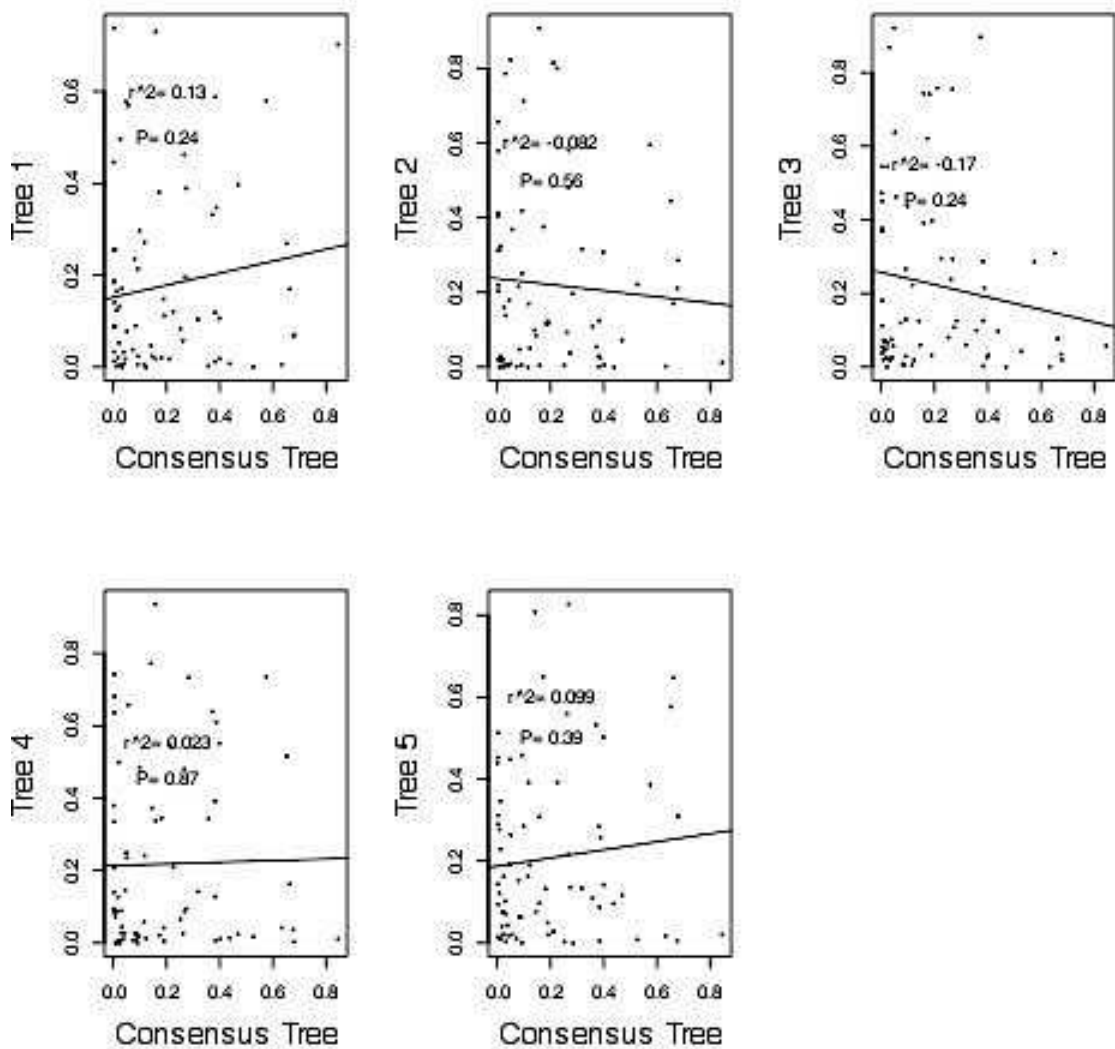 Tree 1
0.6
0.4
0.2
0.0
r^2= 0.13
P= 0.24
0.0 0.2 0.4 0.6 0.8
Consensus Tree
Tree 2
0.8
0.6
0.4
0.2
0.0
r^2= -0.082
P= 0.56
0.0 0.2 0.4 0.6 0.8
Consensus Tree
Tree 3
0.8
0.6
0.4
0.2
0.0
r^2= -0.17
P= 0.24
0.0 0.2 0.4 0.6 0.8
Consensus Tree
Tree 4
0.8
0.6
0.4
0.2
0.0
r^2= 0.023
P= 0.87
0.0 0.2 0.4 0.6 0.8
Consensus Tree
Tree 5
0.8
0.6
0.4
0.2
0.0
r^2= 0.099
P= 0.39
0.0 0.2 0.4 0.6 0.8
Consensus Tree